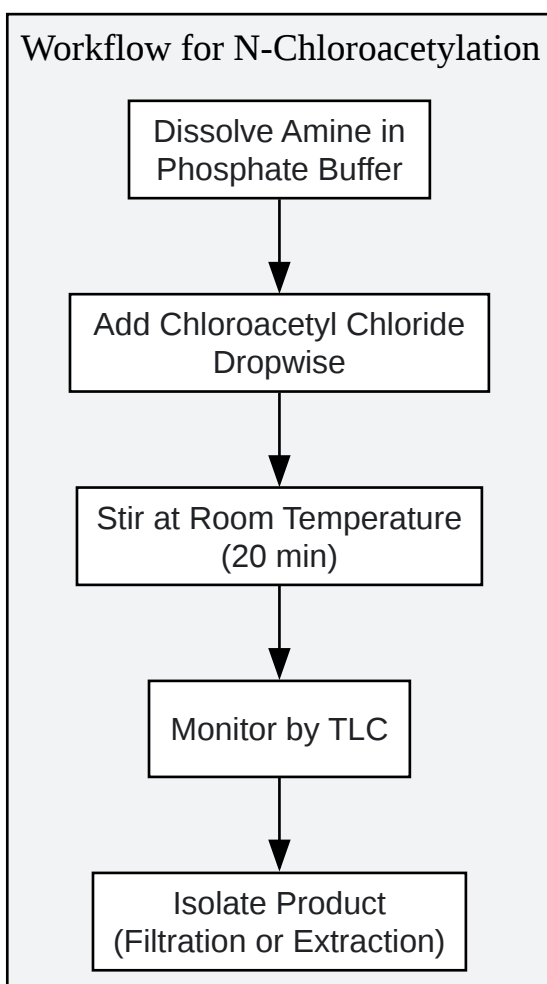 Workflow for N-Chloroacetylation
Dissolve Amine in
Phosphate Buffer
Add Chloroacetyl Chloride
Dropwise
Stir at Room Temperature
(20 min)
Monitor by TLC
Isolate Product
(Filtration or Extraction)